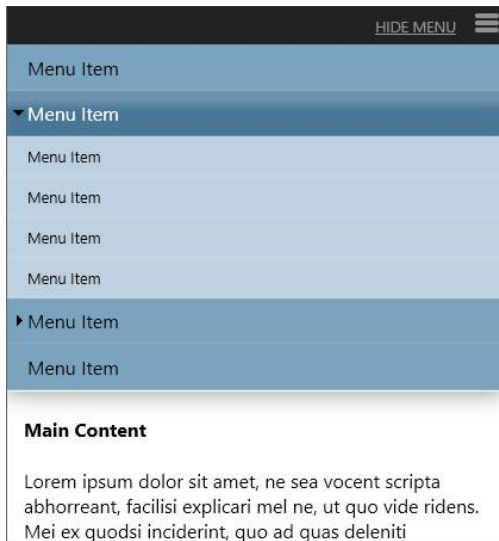 HIDE MENU
Menu Item
Menu Item
Menu Item
Menu Item
Menu Item
Menu Item
Menu Item
Menu Item
Main Content
Lorem ipsum dolor sit amet, ne sea vocent scripta
abhorreant, facilisi explicari mel ne, ut quo vide ridens.
Mei ex quodsi inciderint, quo ad quas deleniti